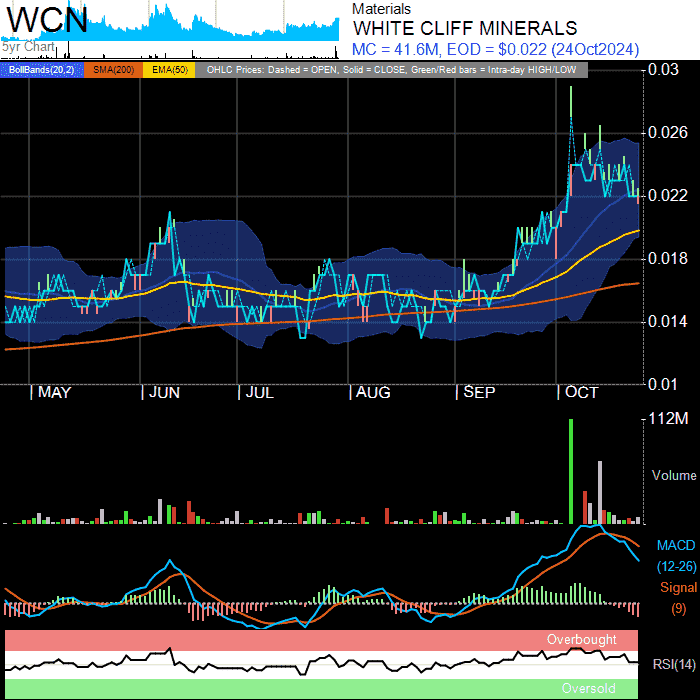 WCN
5yr Chart
Materials
WHITE CLIFF MINERALS
MC = 41.6M, EOD = $0.022 (24Oct2024)
BollBands(20,2) SMA(200) EMA(50) OHLC Prices: Dashed = OPEN, Solid = CLOSE, Green/Red bars = Intra-day HIGH/LOW
0.03
0.026
0.022
0.018
0.014
0.01
| MAY | JUN | JUL | AUG | SEP | OCT
112M
Volume
MACD
(12-26)
Signal
(9)
Overbought
RSI(14)
Oversold